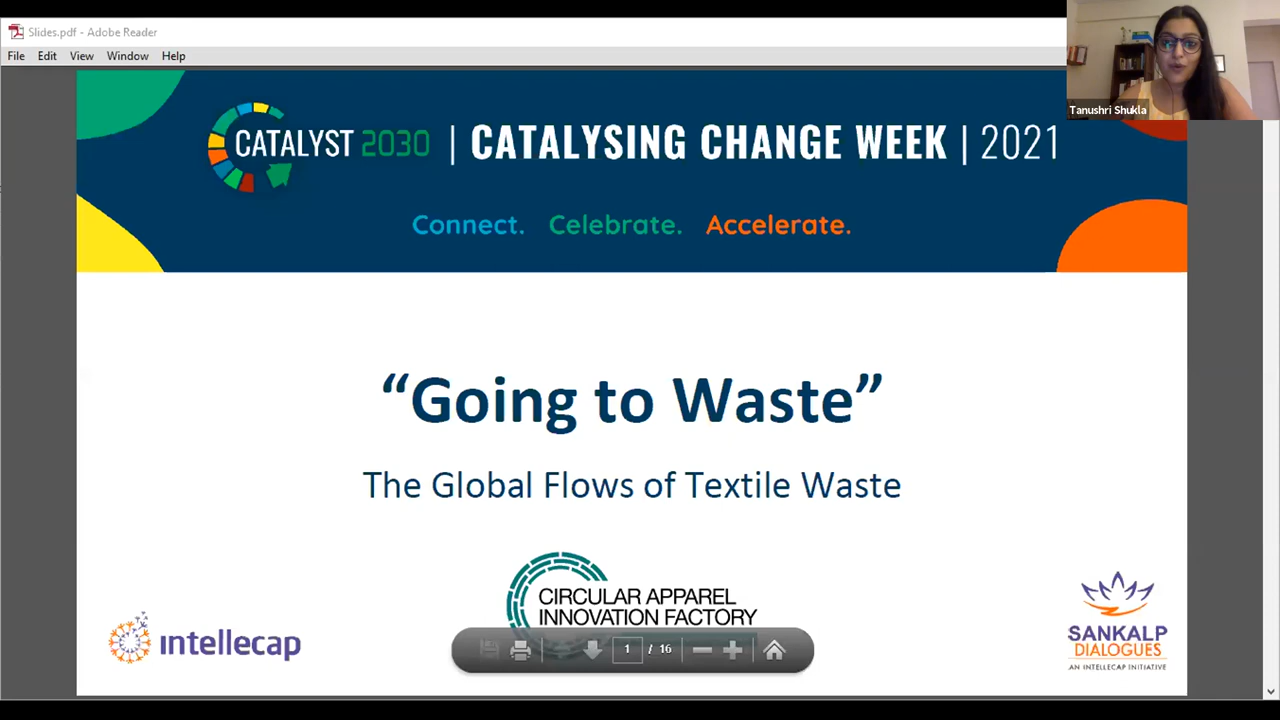 Slides.pdf - Adobe Reader
File Edit View Window Help
Tanushri Shukla
CATALYST 2030 | CATALYSING CHANGE WEEK | 2021
Connect. Celebrate. Accelerate.
“Going to Waste”
The Global Flows of Textile Waste
CIRCULAR APPAREL
INNOVATION FACTORY
intellecap
SANKALP
DIALOGUES
AN INTELLECAP INITIATIVE
1 / 16